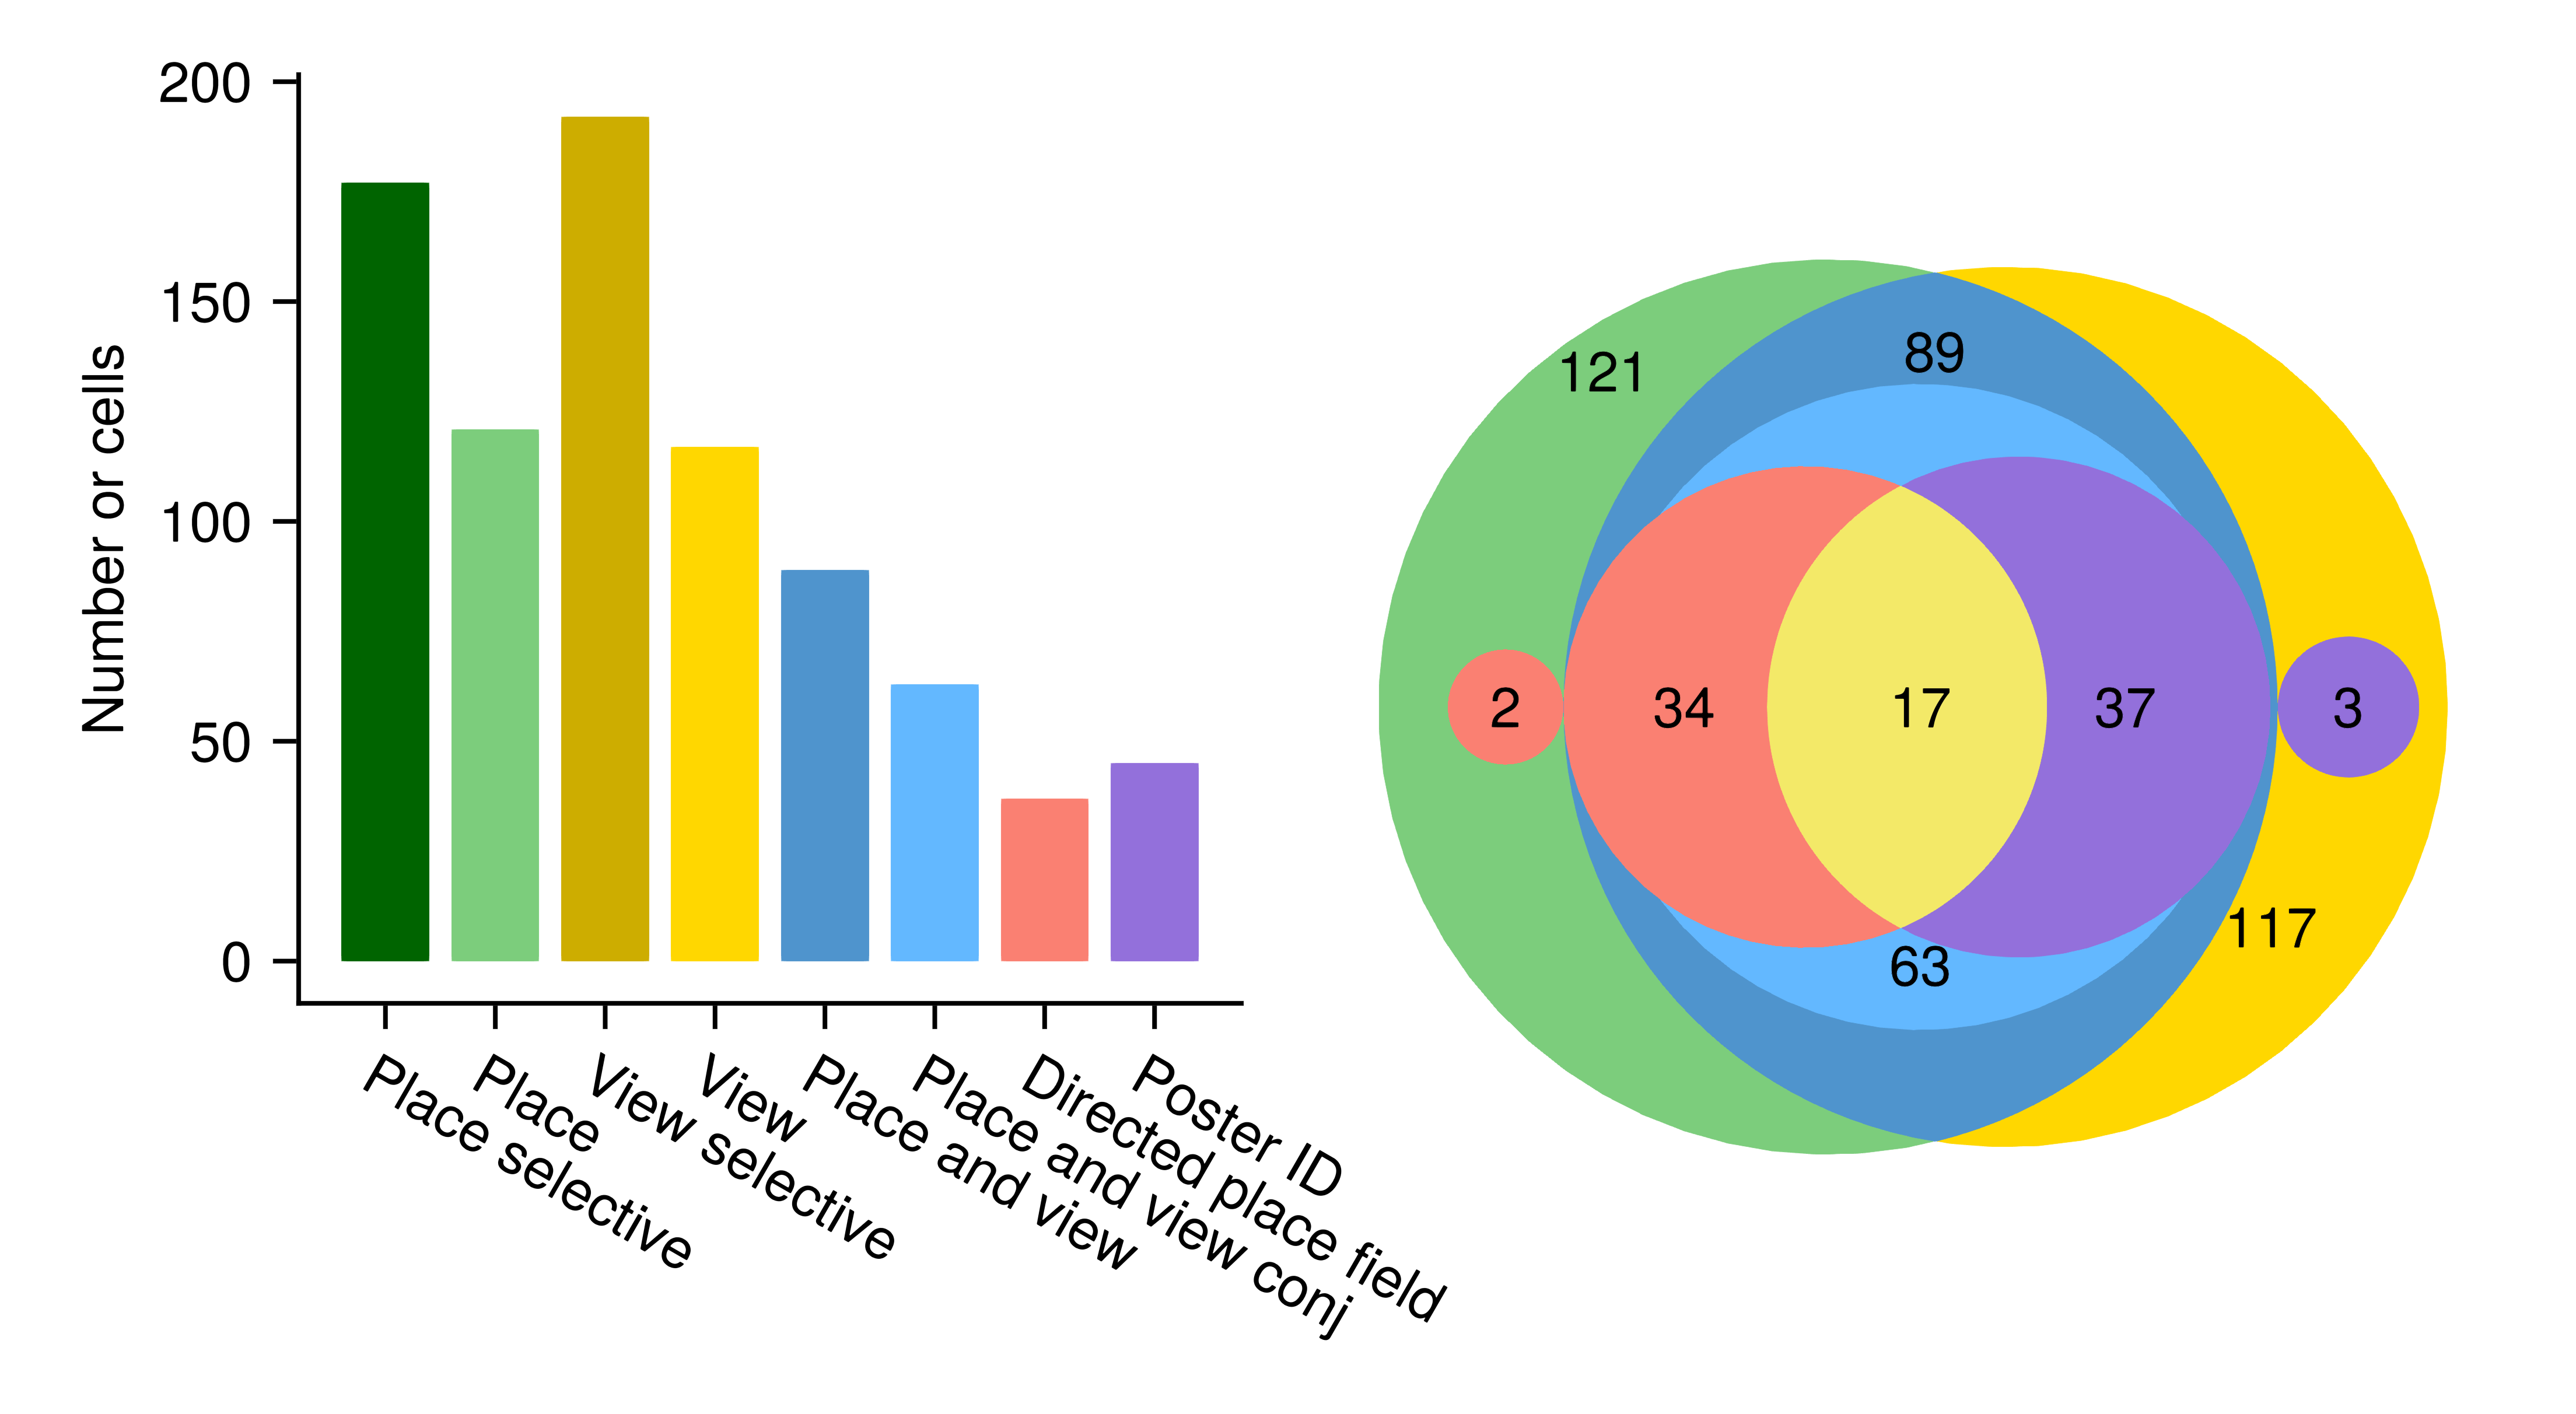 200
150
100
50
0
Number or cells
Place selective
Place
View selective
View
Place and view
Place and view conj
Directed place field
Poster ID
121
89
2
34
17
37
3
117
63